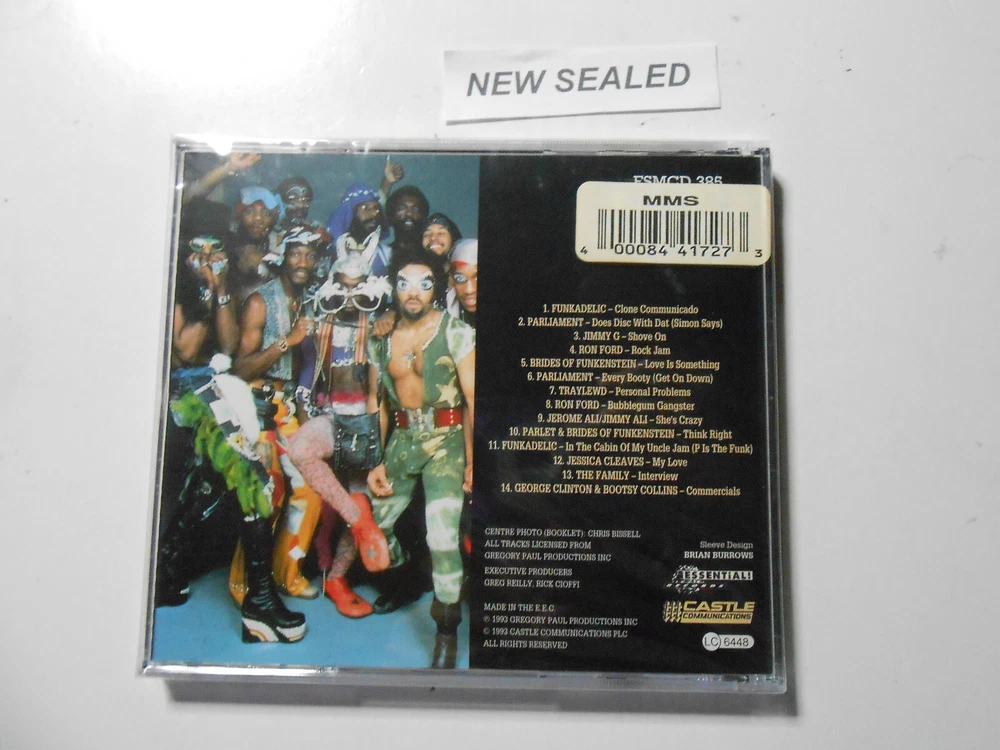 NEW SEALED
ESMCD 385
MMS
4 00084 41727 3
1. FUNKADELIC – Clone Communicado
2. PARLIAMENT – Does Disc With Dat (Simon Says)
3. JIMMY G – Shove On
4. RON FORD – Rock Jam
5. BRIDES OF FUNKENSTEIN – Love Is Something
6. PARLIAMENT – Every Booty (Get On Down)
7. TRAYLEWD – Personal Problems
8. RON FORD – Bubblegum Gangster
9. JEROME ALI/JIMMY ALI – She's Crazy
10. PARLET & BRIDES OF FUNKENSTEIN – Think Right
11. FUNKADELIC – In The Cabin Of My Uncle Jam (P Is The Funk)
12. JESSICA CLEAVES – My Love
13. THE FAMILY – Interview
14. GEORGE CLINTON & BOOTSY COLLINS – Commercials
CENTRE PHOTO (BOOKLET): CHRIS BISSELL
ALL TRACKS LICENSED FROM
GREGORY PAUL PRODUCTIONS INC
EXECUTIVE PRODUCERS
GREG REILLY, RICK CIOFFI
MADE IN THE E.E.C.
℗ 1993 GREGORY PAUL PRODUCTIONS INC
© 1993 CASTLE COMMUNICATIONS PLC
ALL RIGHTS RESERVED
Sleeve Design
BRIAN BURROWS
ESSENTIAL!
CASTLE
COMMUNICATIONS
LC 6448